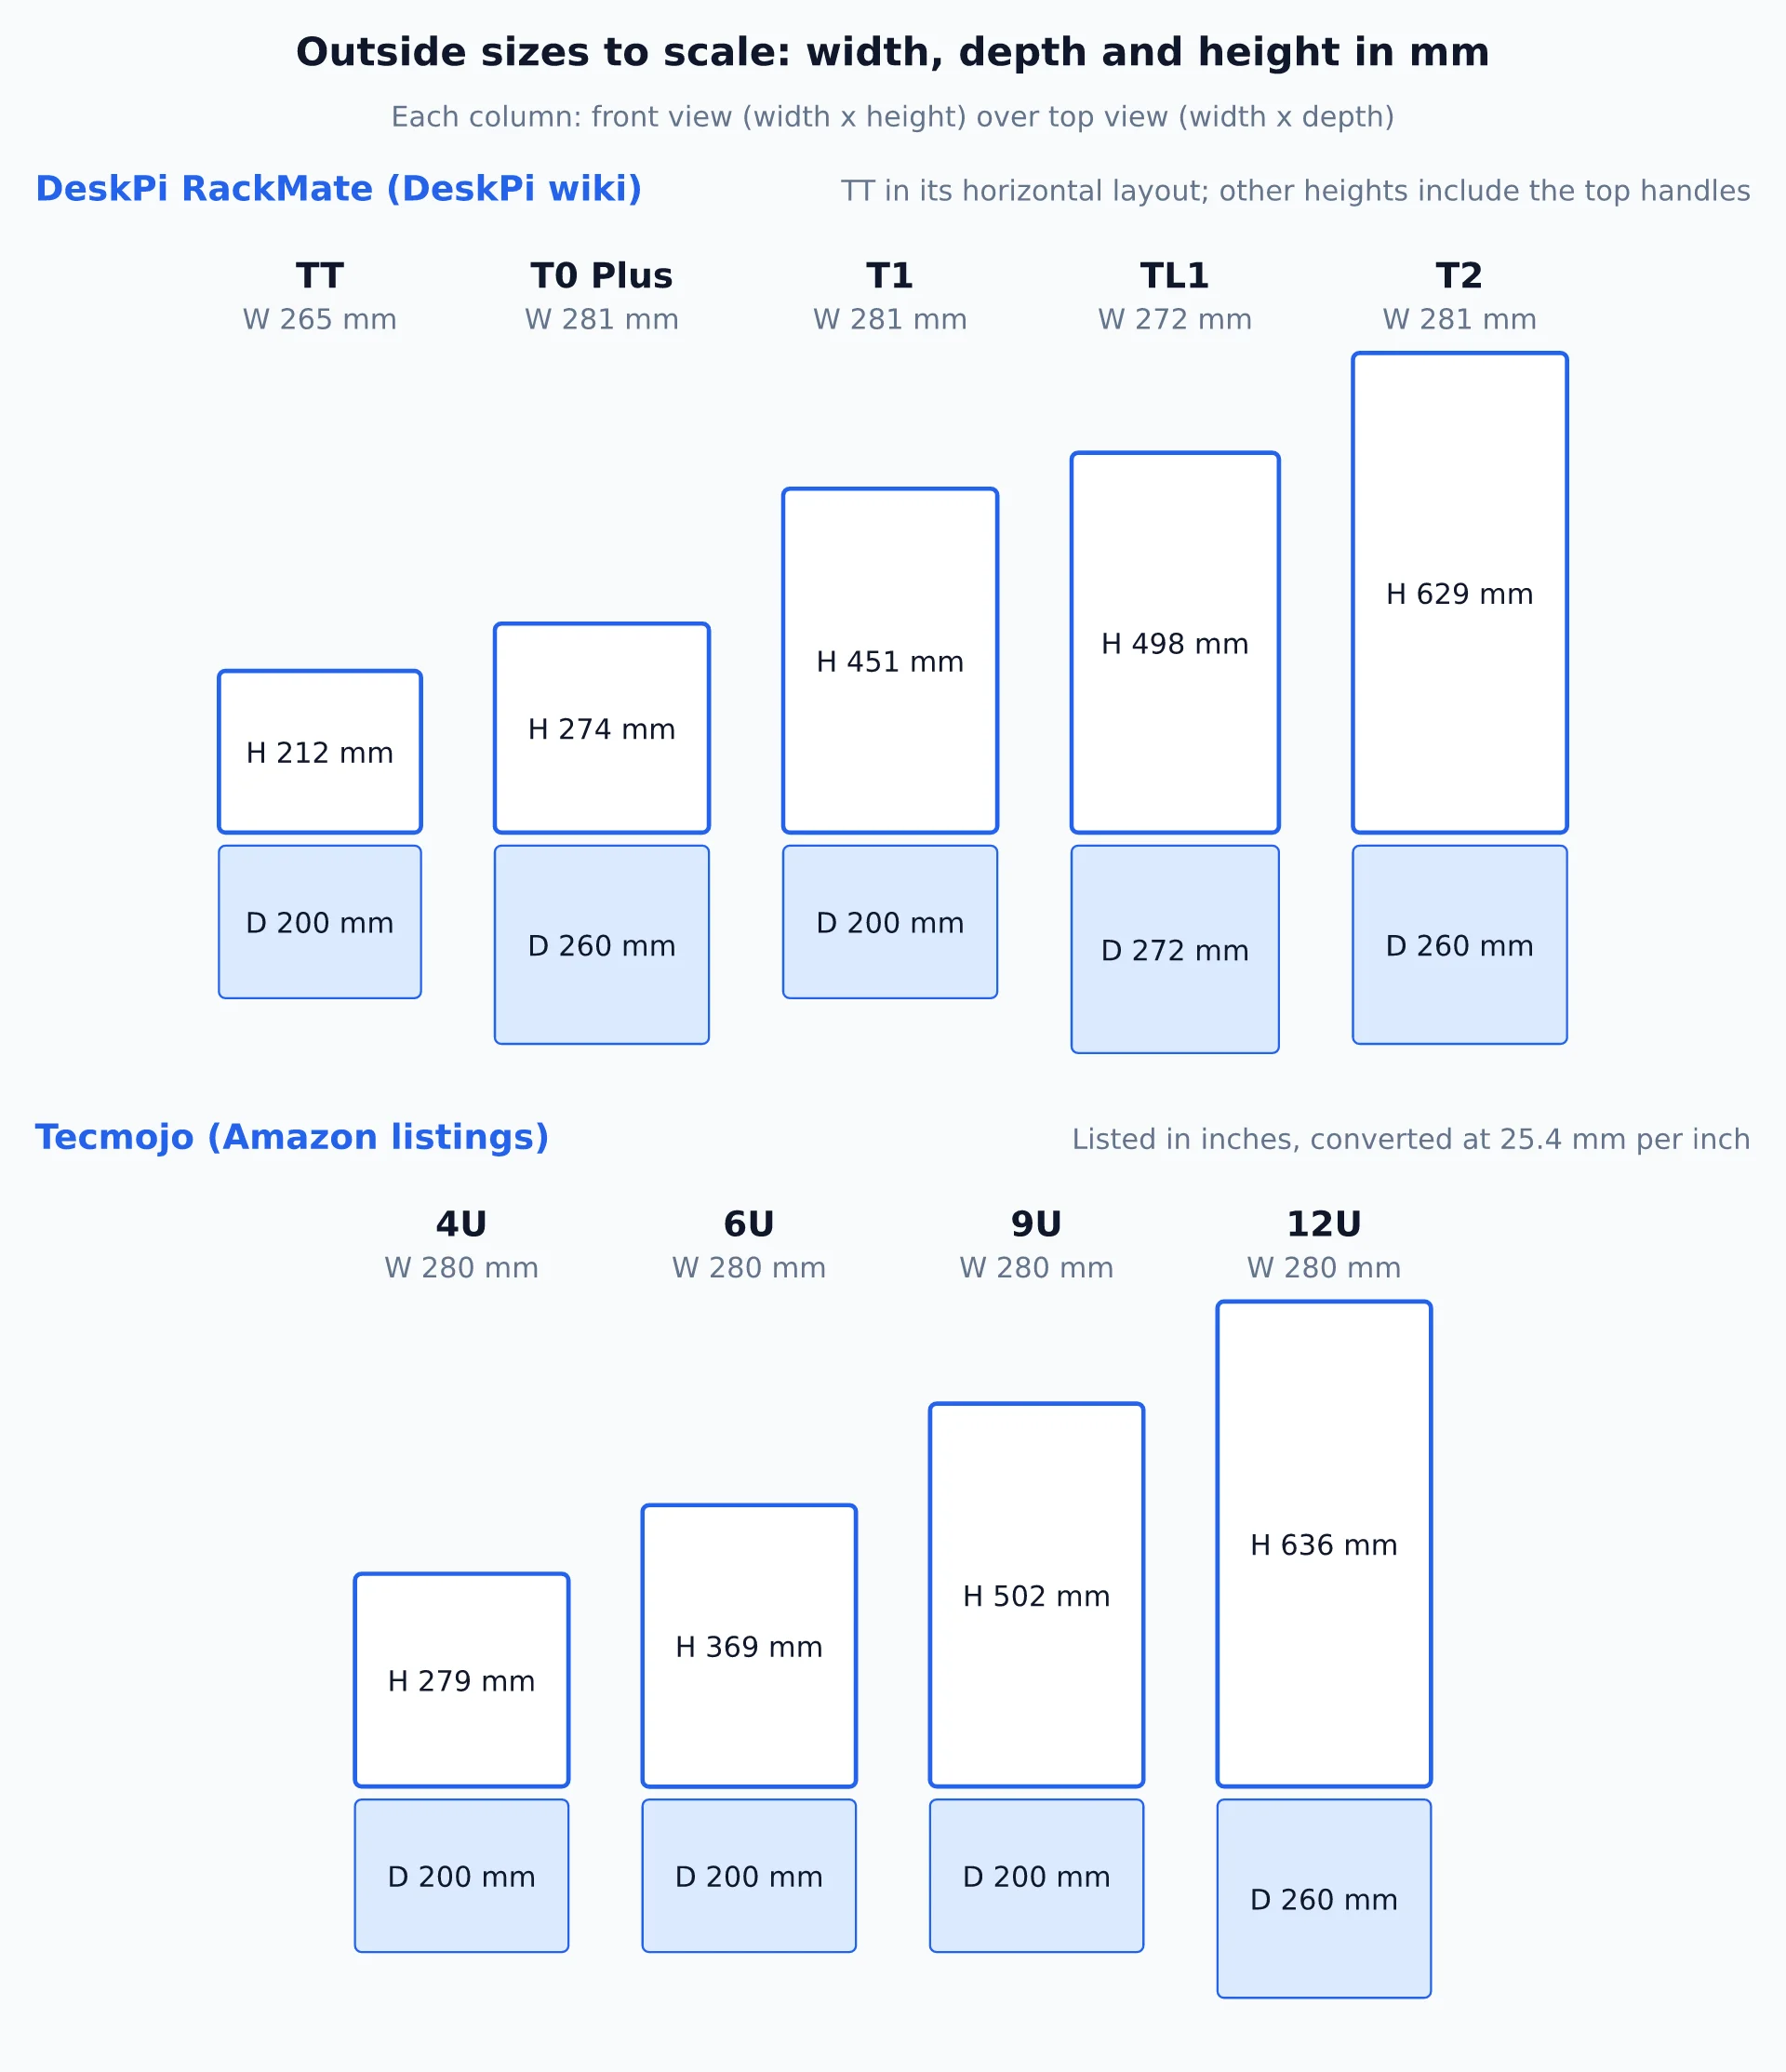 Outside sizes to scale: width, depth and height in mm
Each column: front view (width x height) over top view (width x depth)
DeskPi RackMate (DeskPi wiki)
TT in its horizontal layout; other heights include the top handles
TT
W 265 mm
H 212 mm
D 200 mm
T0 Plus
W 281 mm
H 274 mm
D 260 mm
T1
W 281 mm
H 451 mm
D 200 mm
TL1
W 272 mm
H 498 mm
D 272 mm
T2
W 281 mm
H 629 mm
D 260 mm
Tecmojo (Amazon listings)
Listed in inches, converted at 25.4 mm per inch
4U
W 280 mm
H 279 mm
D 200 mm
6U
W 280 mm
H 369 mm
D 200 mm
9U
W 280 mm
H 502 mm
D 200 mm
12U
W 280 mm
H 636 mm
D 260 mm